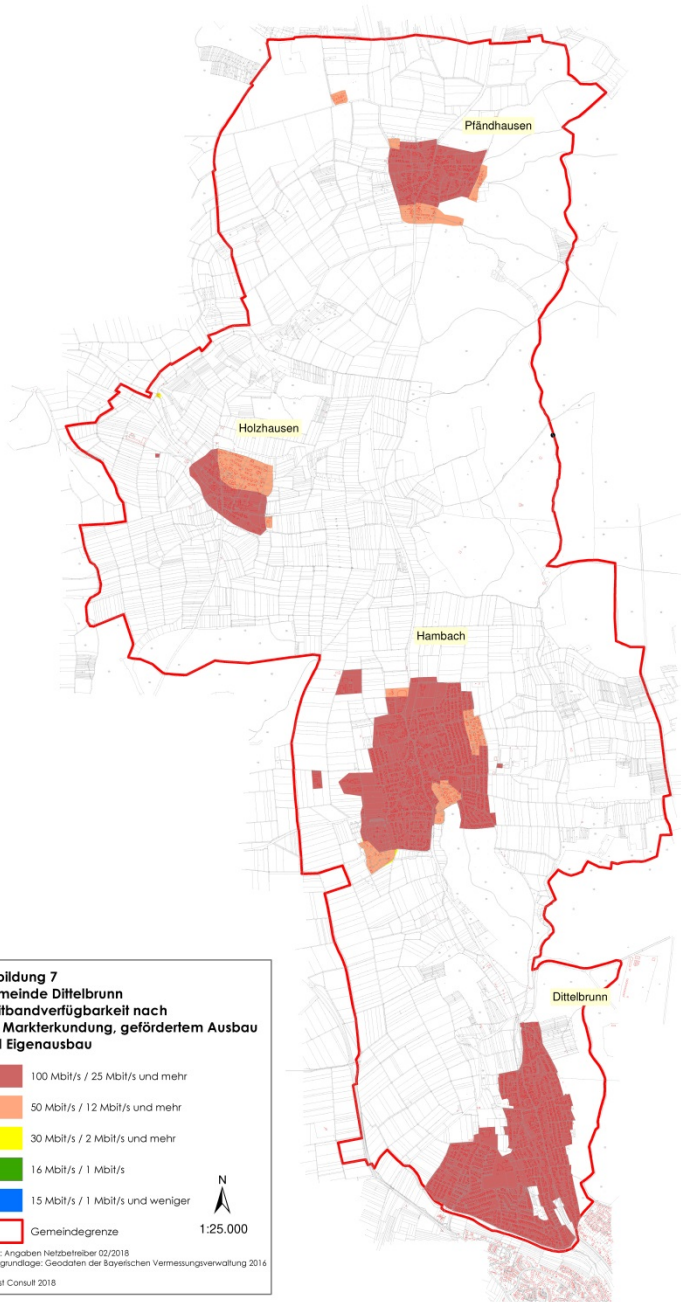 Pfändhausen
Holzhausen
Hambach
Dittelbrunn
bildung 7
meinde Dittelbrunn
itbandverfügbarkeit nach
Markterkundung, gefördertem Ausbau
Eigenausbau
100 Mbit/s / 25 Mbit/s und mehr
50 Mbit/s / 12 Mbit/s und mehr
30 Mbit/s / 2 Mbit/s und mehr
16 Mbit/s / 1 Mbit/s
15 Mbit/s / 1 Mbit/s und weniger
Gemeindegrenze
N
1:25.000
: Angaben Netzbetreiber 02/2018
grundlage: Geodaten der Bayerischen Vermessungsverwaltung 2016
st Consult 2018